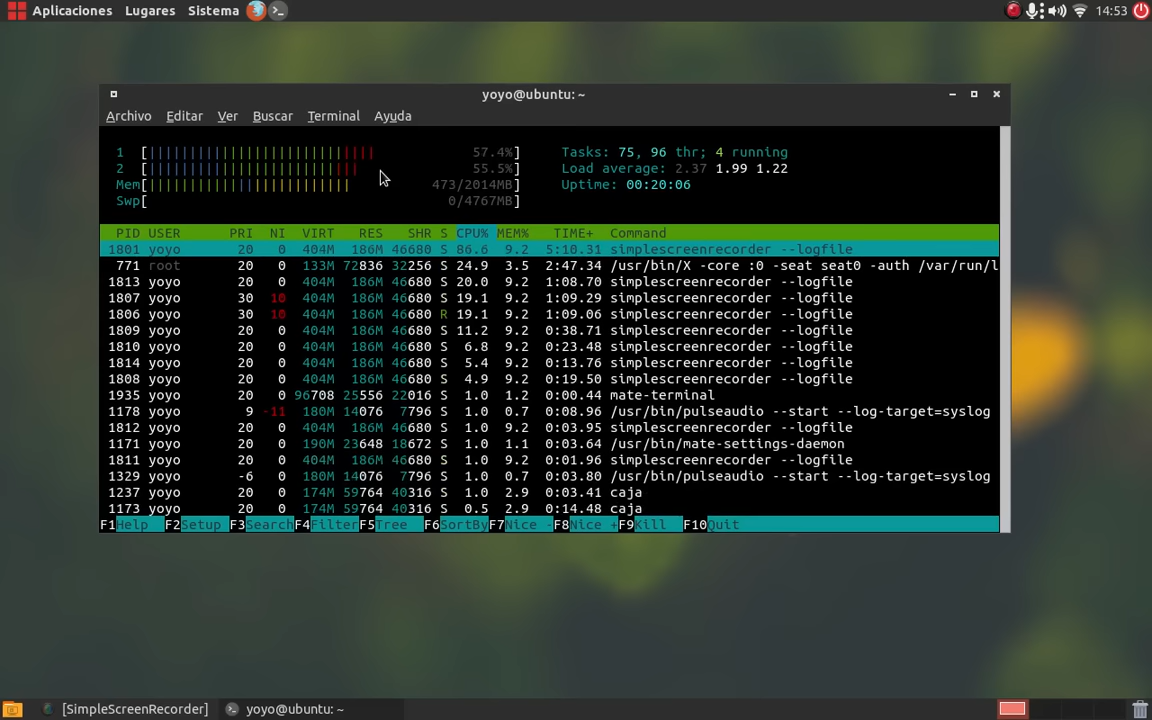 Aplicaciones Lugares Sistema 14:53
yoyo@ubuntu: ~
Archivo Editar Ver Buscar Terminal Ayuda
1 [||||||||||||||||||||||||||||| 57.4%] Tasks: 75, 96 thr; 4 running
2 [||||||||||||||||||||||||||| 55.5%] Load average: 2.37 1.99 1.22
Mem[|||||||||||||||||||||||||| 473/2014MB] Uptime: 00:20:06
Swp[ 0/4767MB]
PID USER PRI NI VIRT RES SHR S CPU% MEM% TIME+ Command
1801 yoyo 20 0 404M 186M 46680 S 86.6 9.2 5:10.31 simplescreenrecorder --logfile
771 root 20 0 133M 72836 32256 S 24.9 3.5 2:47.34 /usr/bin/X -core :0 -seat seat0 -auth /var/run/l
1813 yoyo 20 0 404M 186M 46680 S 20.0 9.2 1:08.70 simplescreenrecorder --logfile
1807 yoyo 30 10 404M 186M 46680 S 19.1 9.2 1:09.29 simplescreenrecorder --logfile
1806 yoyo 30 10 404M 186M 46680 R 19.1 9.2 1:09.06 simplescreenrecorder --logfile
1809 yoyo 20 0 404M 186M 46680 S 11.2 9.2 0:38.71 simplescreenrecorder --logfile
1810 yoyo 20 0 404M 186M 46680 S 6.8 9.2 0:23.48 simplescreenrecorder --logfile
1814 yoyo 20 0 404M 186M 46680 S 5.4 9.2 0:13.76 simplescreenrecorder --logfile
1808 yoyo 20 0 404M 186M 46680 S 4.9 9.2 0:19.50 simplescreenrecorder --logfile
1935 yoyo 20 0 96708 25556 22016 S 1.0 1.2 0:00.44 mate-terminal
1178 yoyo 9 -11 180M 14076 7796 S 1.0 0.7 0:08.96 /usr/bin/pulseaudio --start --log-target=syslog
1812 yoyo 20 0 404M 186M 46680 S 1.0 9.2 0:03.95 simplescreenrecorder --logfile
1171 yoyo 20 0 190M 23648 18672 S 1.0 1.1 0:03.64 /usr/bin/mate-settings-daemon
1811 yoyo 20 0 404M 186M 46680 S 1.0 9.2 0:01.96 simplescreenrecorder --logfile
1329 yoyo -6 0 180M 14076 7796 S 1.0 0.7 0:03.80 /usr/bin/pulseaudio --start --log-target=syslog
1237 yoyo 20 0 174M 59764 40316 S 1.0 2.9 0:03.41 caja
1173 yoyo 20 0 174M 59764 40316 S 0.5 2.9 0:14.48 caja
F1Help F2Setup F3SearchF4FilterF5Tree F6SortByF7Nice -F8Nice +F9Kill F10Quit
[SimpleScreenRecorder] yoyo@ubuntu: ~